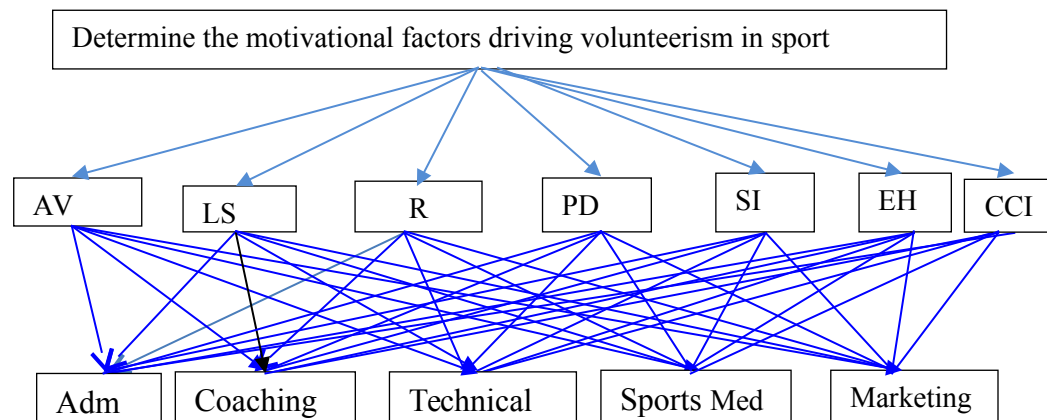 Determine the motivational factors driving volunteerism in sport
AV
LS
R
PD
SI
EH
CCI
Adm
Coaching
Technical
Sports Med
Marketing